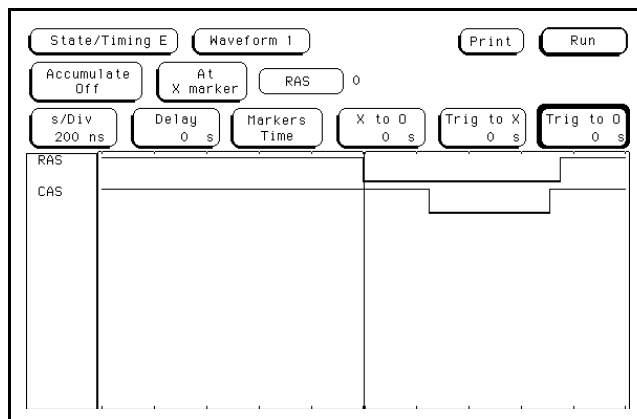 State/Timing E
Waveform 1
Print
Run
Accumulate
Off
At
X marker
RAS
0
s/Div
200 ns
Delay
0 s
Markers
Time
X to O
0 s
Trig to X
0 s
Trig to O
0 s
RAS
CAS